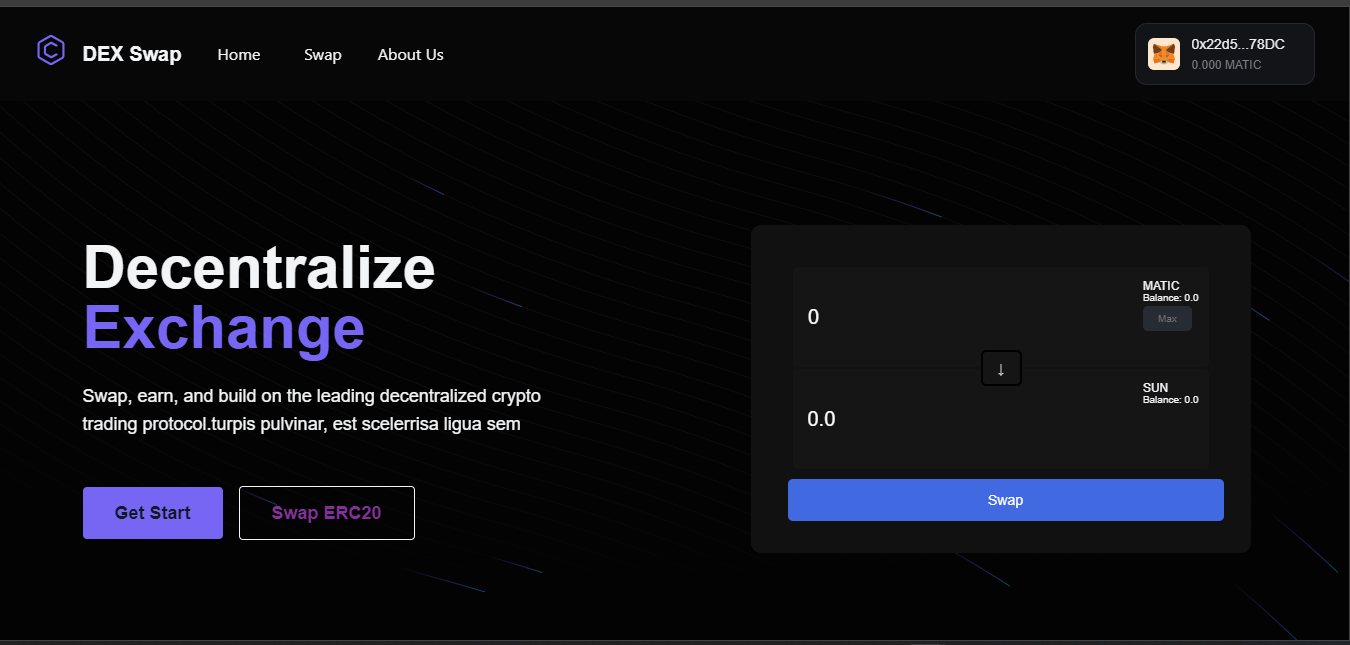 DEX Swap
Home
Swap
About Us
0x22d5...78DC
0.000 MATIC
Decentralize
Exchange
Swap, earn, and build on the leading decentralized crypto
trading protocol.turpis pulvinar, est scelerrisa ligua sem
Get Start
Swap ERC20
0
MATIC
Balance: 0.0
Max
↓
0.0
SUN
Balance: 0.0
Swap